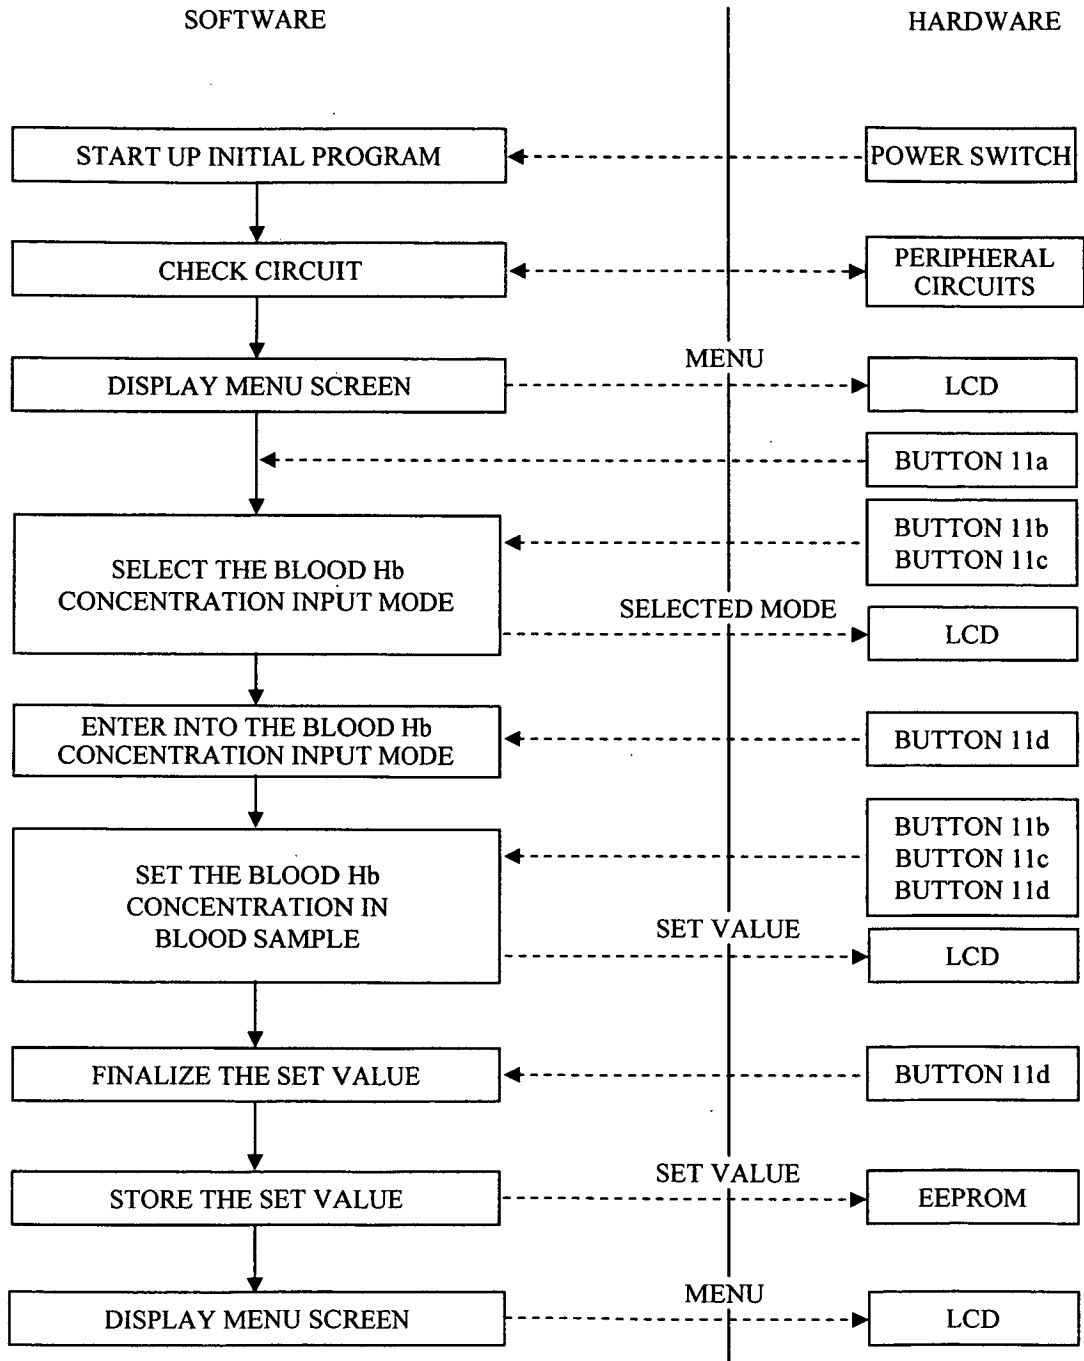 SOFTWARE
HARDWARE
START UP INITIAL PROGRAM
POWER SWITCH
CHECK CIRCUIT
PERIPHERAL
CIRCUITS
MENU
DISPLAY MENU SCREEN
LCD
BUTTON 11a
BUTTON 11b
BUTTON 11c
SELECT THE BLOOD Hb
CONCENTRATION INPUT MODE
SELECTED MODE
LCD
ENTER INTO THE BLOOD Hb
CONCENTRATION INPUT MODE
BUTTON 11d
BUTTON 11b
BUTTON 11c
BUTTON 11d
SET THE BLOOD Hb
CONCENTRATION IN
BLOOD SAMPLE
SET VALUE
LCD
FINALIZE THE SET VALUE
BUTTON 11d
SET VALUE
STORE THE SET VALUE
EEPROM
MENU
DISPLAY MENU SCREEN
LCD